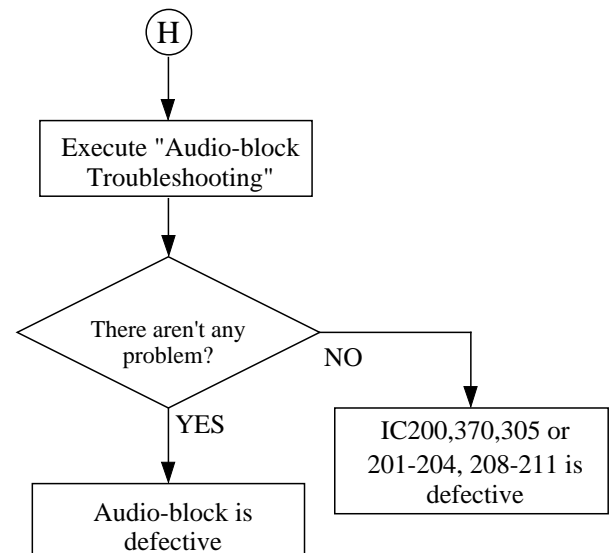 H
Execute "Audio-block
Troubleshooting"
There aren't any
problem?
NO
YES
IC200,370,305 or
201-204, 208-211 is
defective
Audio-block is
defective